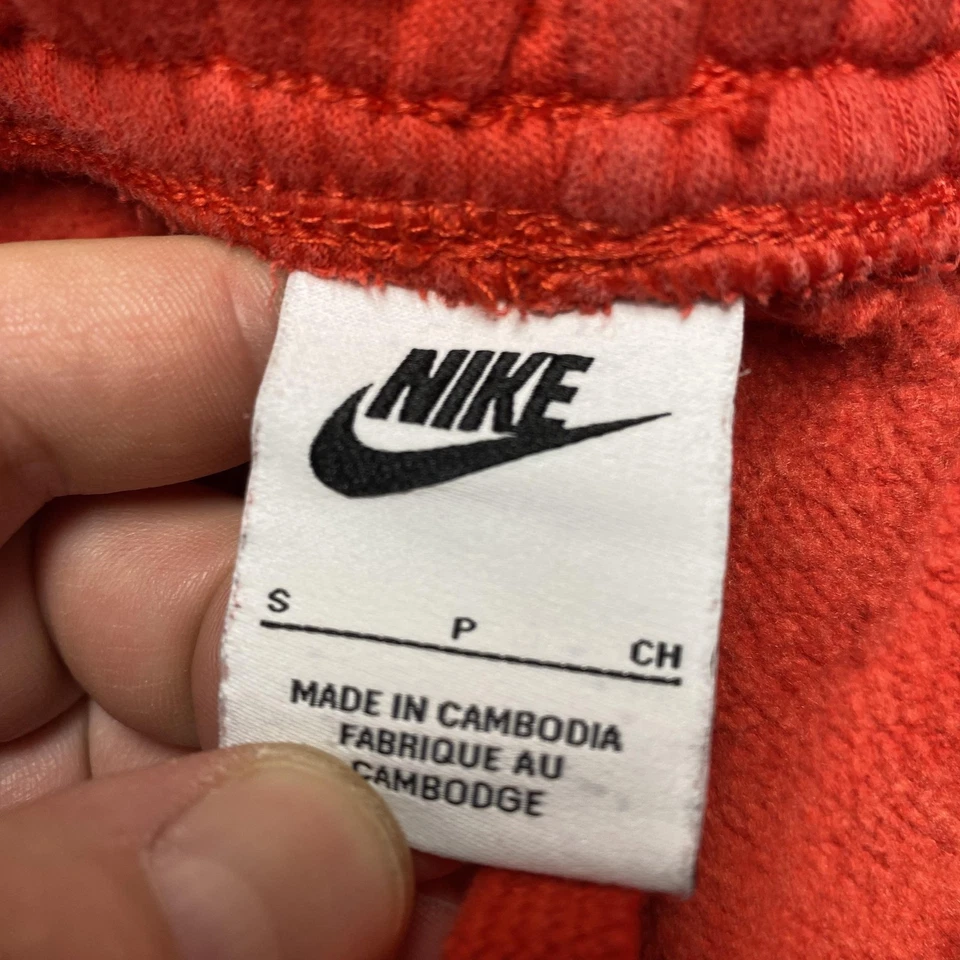 NIKE
S P CH
MADE IN CAMBODIA
FABRIQUE AU
CAMBODGE